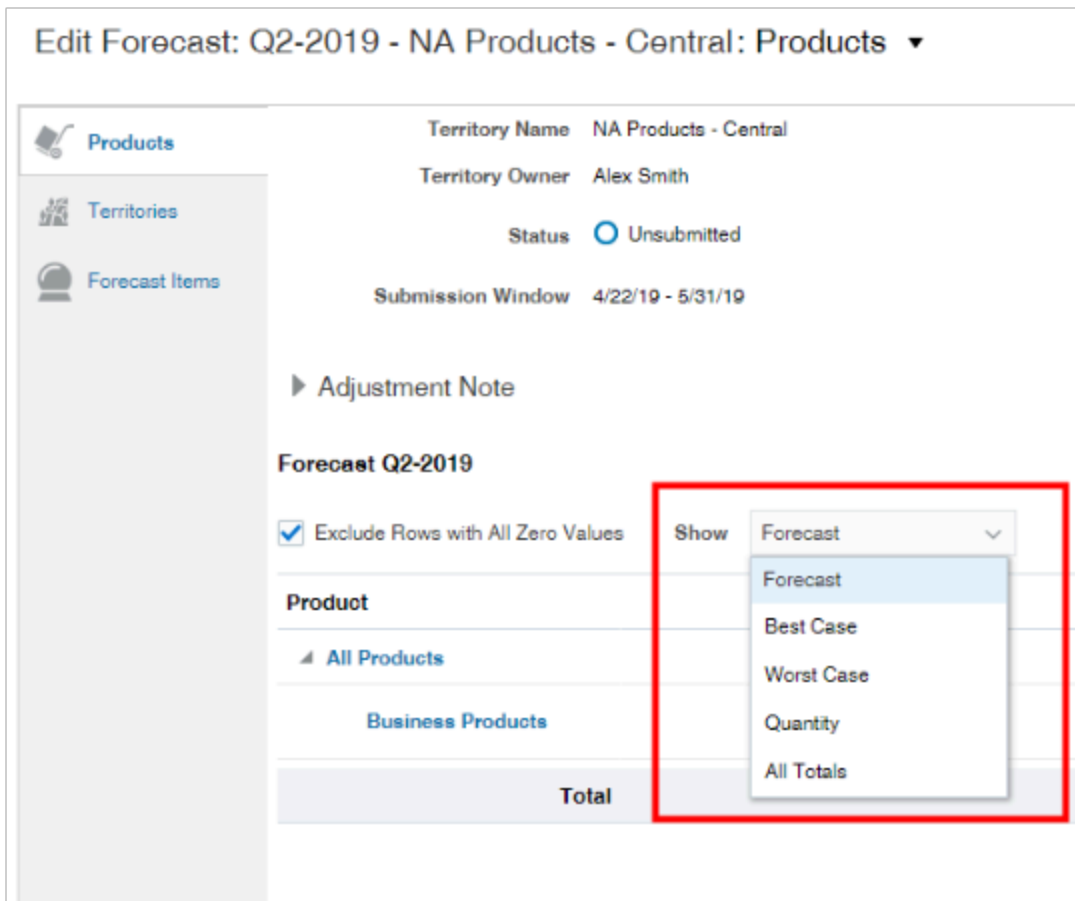 Edit Forecast: Q2-2019 - NA Products - Central: Products
Products
Territories
Forecast Items
Territory Name NA Products - Central
Territory Owner Alex Smith
Status Unsubmitted
Submission Window 4/22/19 - 5/31/19
Adjustment Note
Forecast Q2-2019
Exclude Rows with All Zero Values Show Forecast
Forecast
Best Case
Worst Case
Quantity
All Totals
Product
All Products
Business Products
Total